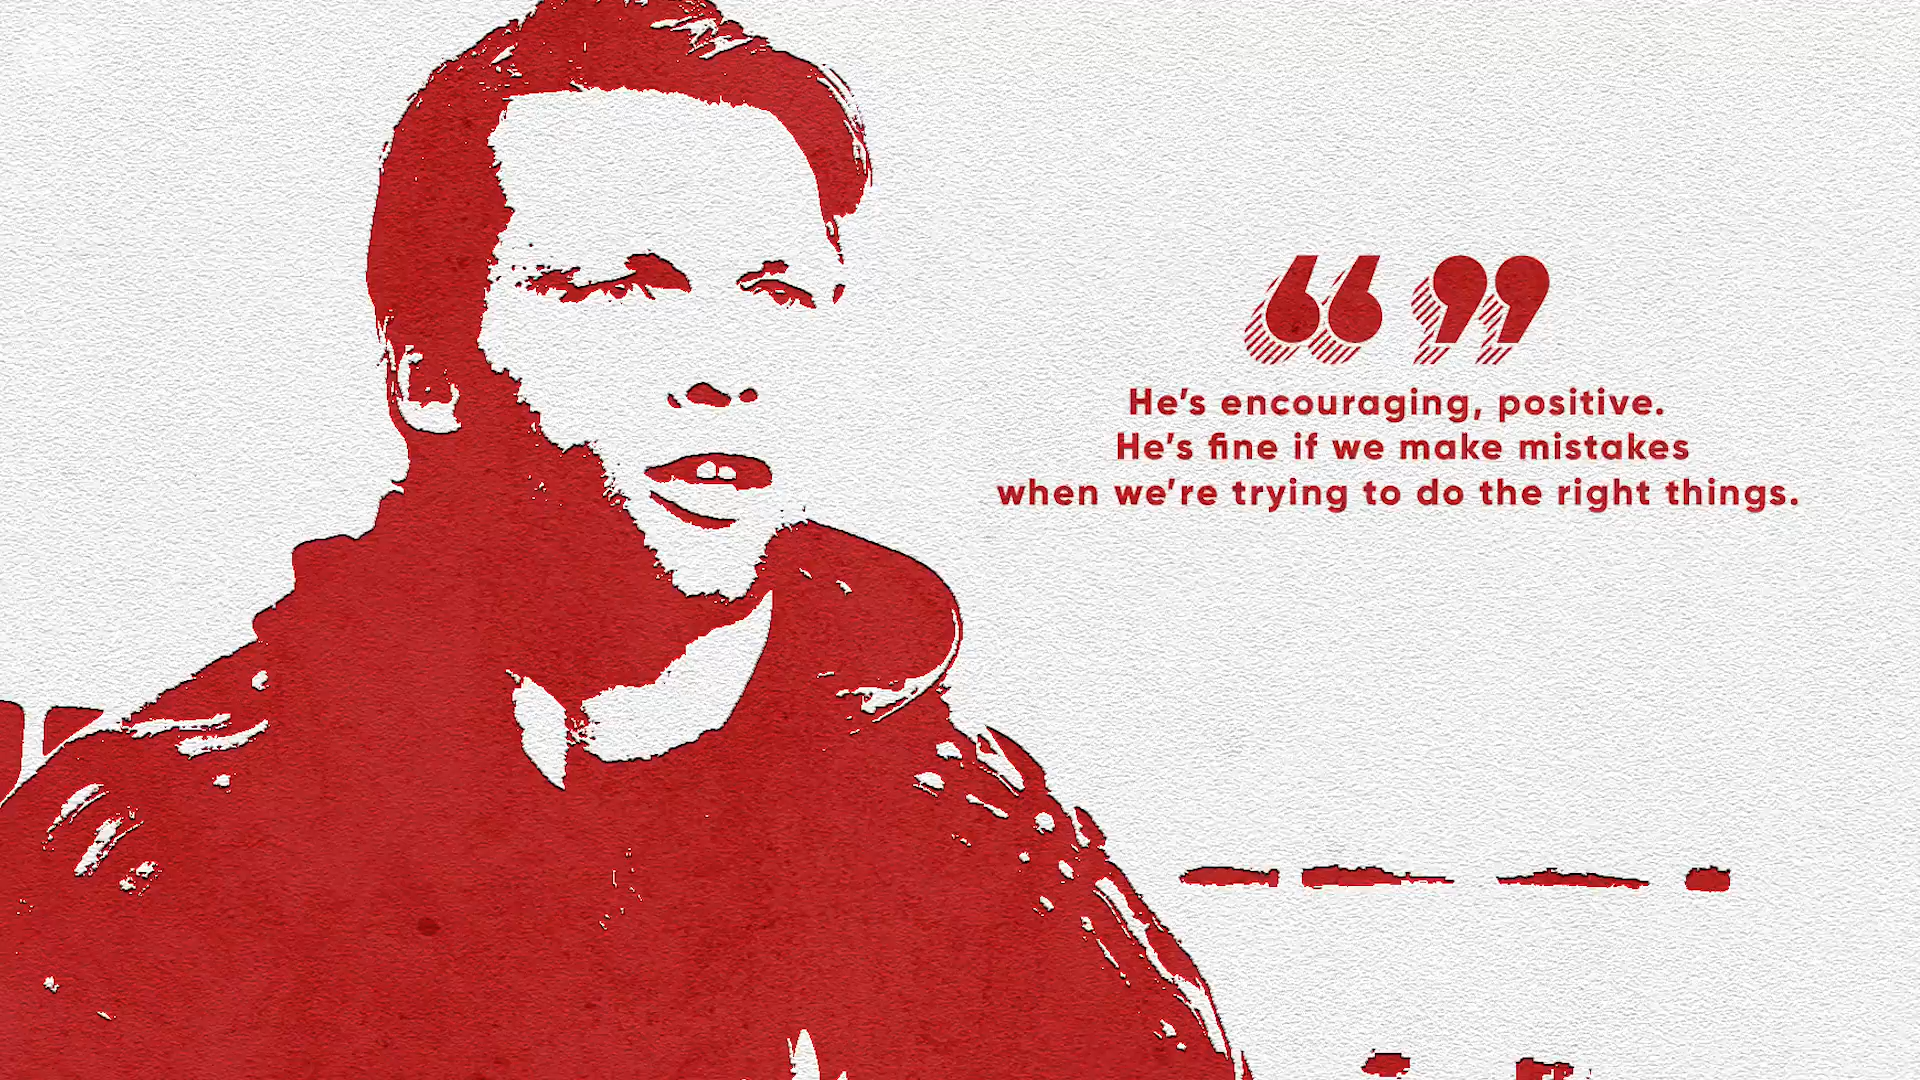 “ ”
He’s encouraging, positive.
He’s fine if we make mistakes
when we’re trying to do the right things.